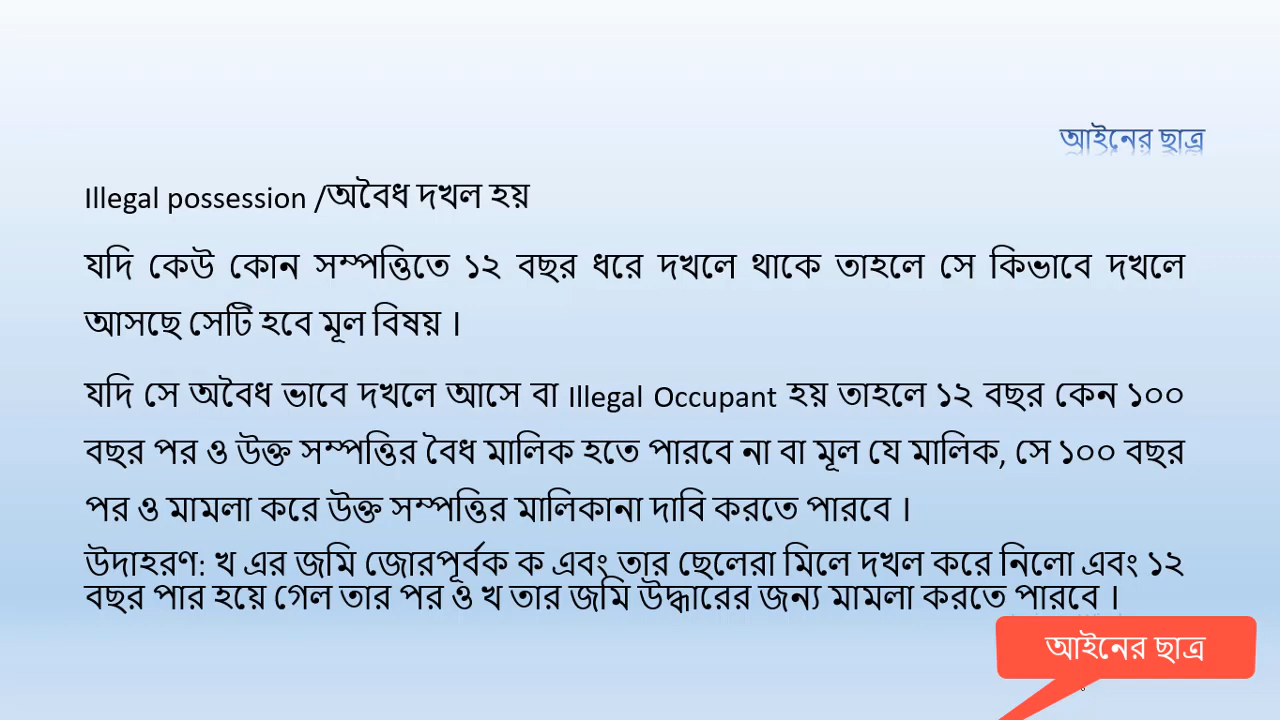 আইনের ছাত্র
Illegal possession /অবৈধ দখল হয়
যদি কেউ কোন সম্পত্তিতে ১২ বছর ধরে দখলে থাকে তাহলে সে কিভাবে দখলে
আসছে সেটি হবে মূল বিষয় ।
যদি সে অবৈধ ভাবে দখলে আসে বা Illegal Occupant হয় তাহলে ১২ বছর কেন ১০০
বছর পর ও উক্ত সম্পত্তির বৈধ মালিক হতে পারবে না বা মূল যে মালিক, সে ১০০ বছর
পর ও মামলা করে উক্ত সম্পত্তির মালিকানা দাবি করতে পারবে ।
উদাহরণ: খ এর জমি জোরপূর্বক ক এবং তার ছেলেরা মিলে দখল করে নিলো এবং ১২
বছর পার হয়ে গেল তার পর ও খ তার জমি উদ্ধারের জন্য মামলা করতে পারবে ।
আইনের ছাত্র